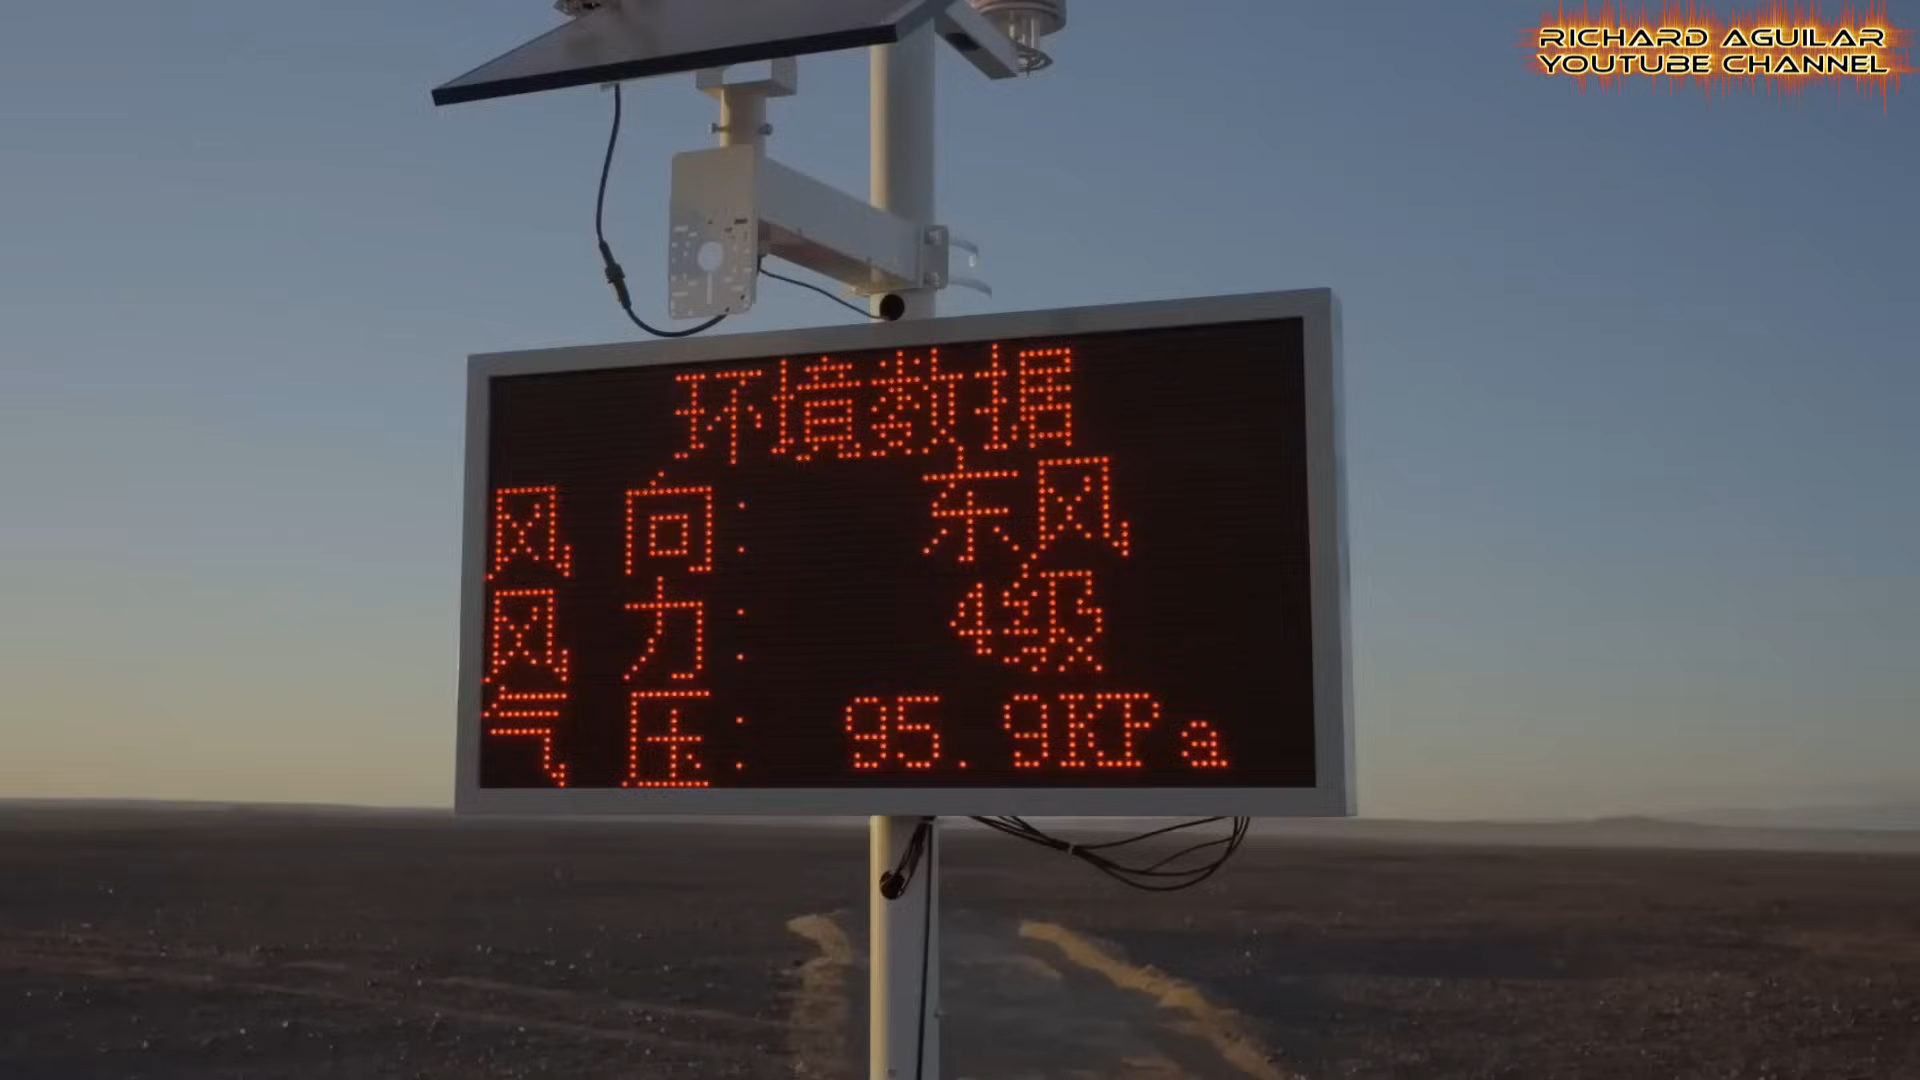 RICHARD AGUILAR
YOUTUBE CHANNEL
环境数据
风 向: 东风
风 力: 4级
气 压: 95.9KPa